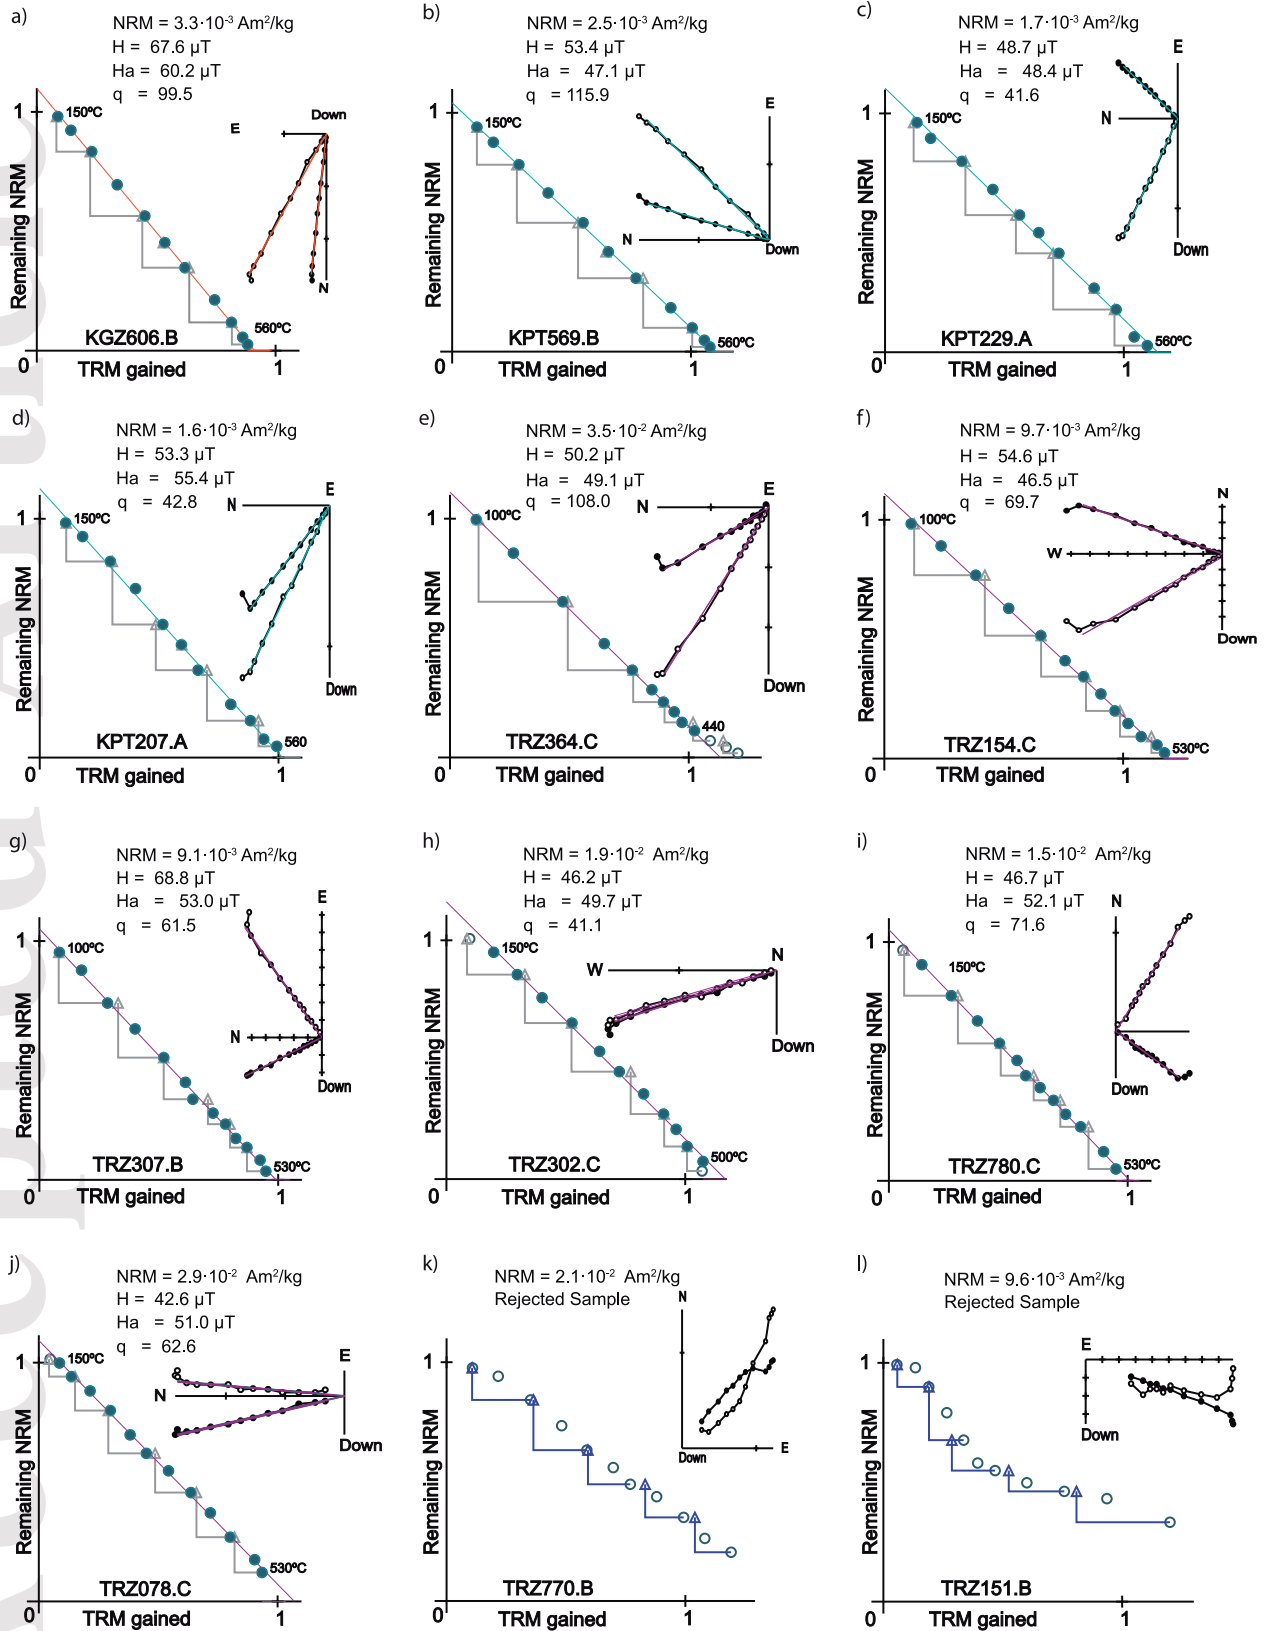 a)
NRM = 3.3·10⁻³ Am²/kg
H = 67.6 µT
Ha = 60.2 µT
q = 99.5
1
150ºC
E
Down
N
560ºC
KGZ606.B
Remaining NRM
0
TRM gained
1
b)
NRM = 2.5·10⁻³ Am²/kg
H = 53.4 µT
Ha = 47.1 µT
q = 115.9
1
150ºC
E
N
Down
560ºC
KPT569.B
Remaining NRM
0
TRM gained
1
c)
NRM = 1.7·10⁻³ Am²/kg
H = 48.7 µT
Ha = 48.4 µT
q = 41.6
1
150ºC
E
N
Down
560ºC
KPT229.A
Remaining NRM
0
TRM gained
1
d)
NRM = 1.6·10⁻³ Am²/kg
H = 53.3 µT
Ha = 55.4 µT
q = 42.8
1
150ºC
N
E
Down
560
KPT207.A
Remaining NRM
0
TRM gained
1
e)
NRM = 3.5·10⁻² Am²/kg
H = 50.2 µT
Ha = 49.1 µT
q = 108.0
1
100ºC
N
E
Down
440
TRZ364.C
Remaining NRM
0
TRM gained
1
f)
NRM = 9.7·10⁻³ Am²/kg
H = 54.6 µT
Ha = 46.5 µT
q = 69.7
1
100ºC
N
W
Down
530ºC
TRZ154.C
Remaining NRM
0
TRM gained
1
g)
NRM = 9.1·10⁻³ Am²/kg
H = 68.8 µT
Ha = 53.0 µT
q = 61.5
1
100ºC
E
N
Down
530ºC
TRZ307.B
Remaining NRM
0
TRM gained
1
h)
NRM = 1.9·10⁻² Am²/kg
H = 46.2 µT
Ha = 49.7 µT
q = 41.1
1
150ºC
W
N
Down
500ºC
TRZ302.C
Remaining NRM
0
TRM gained
1
i)
NRM = 1.5·10⁻² Am²/kg
H = 46.7 µT
Ha = 52.1 µT
q = 71.6
1
150ºC
N
Down
530ºC
TRZ780.C
Remaining NRM
0
TRM gained
1
j)
NRM = 2.9·10⁻² Am²/kg
H = 42.6 µT
Ha = 51.0 µT
q = 62.6
1
150ºC
E
N
Down
530ºC
TRZ078.C
Remaining NRM
0
TRM gained
1
k)
NRM = 2.1·10⁻² Am²/kg
Rejected Sample
1
N
Down
E
TRZ770.B
Remaining NRM
0
TRM gained
1
l)
NRM = 9.6·10⁻³ Am²/kg
Rejected Sample
1
E
Down
TRZ151.B
Remaining NRM
0
TRM gained
1